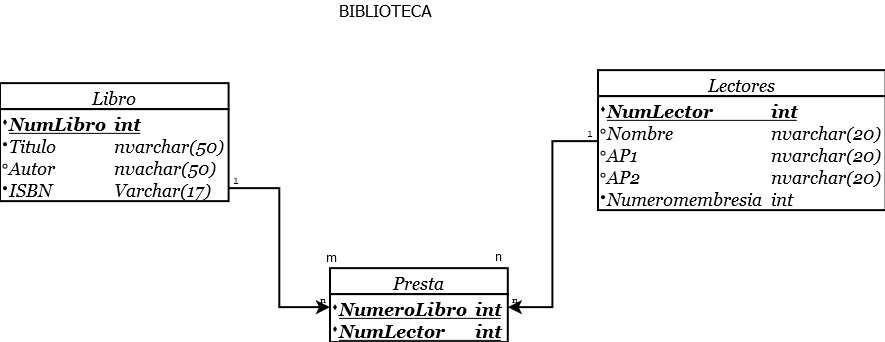 BIBLIOTECA
Libro
NumLibro int
Titulo nvarchar(50)
Autor nvachar(50)
ISBN Varchar(17)
1
Lectores
NumLector int
Nombre nvarchar(20)
AP1 nvarchar(20)
AP2 nvarchar(20)
Numeromembresia int
1
m n
Presta
n NumeroLibro int n
NumLector int